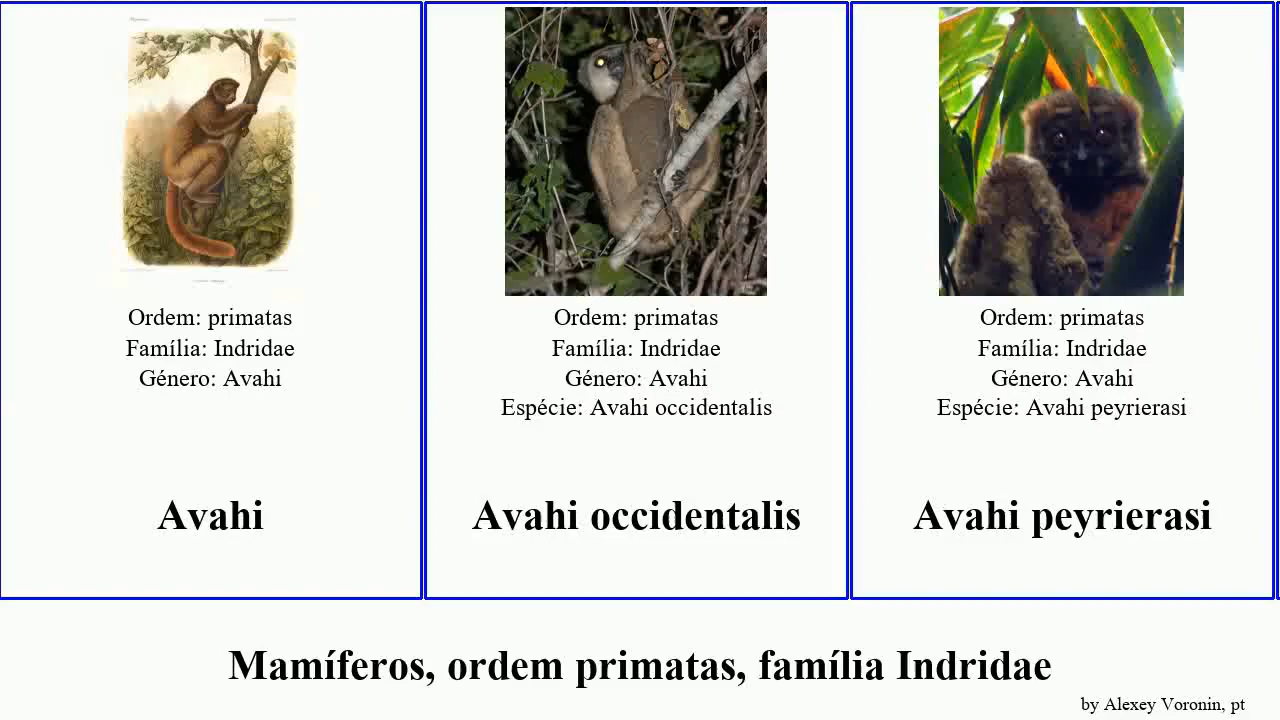 Ordem: primatas
Família: Indridae
Género: Avahi
Avahi
Ordem: primatas
Família: Indridae
Género: Avahi
Espécie: Avahi occidentalis
Avahi occidentalis
Ordem: primatas
Família: Indridae
Género: Avahi
Espécie: Avahi peyrierasi
Avahi peyrierasi
Mamíferos, ordem primatas, família Indridae
by Alexey Voronin, pt